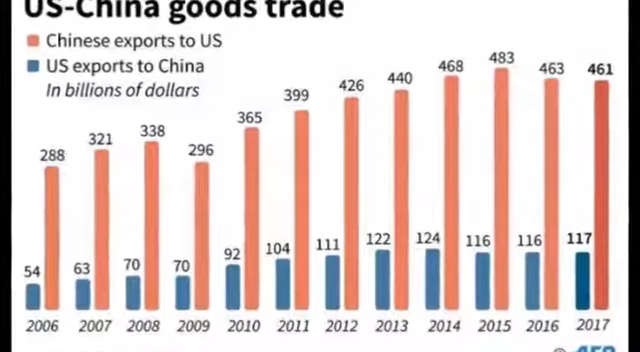 US-China goods trade
Chinese exports to US
US exports to China
In billions of dollars
288 321 338 296 365 399 426 440 468 483 463 461
54 63 70 70 92 104 111 122 124 116 116 117
2006 2007 2008 2009 2010 2011 2012 2013 2014 2015 2016 2017
© AFP